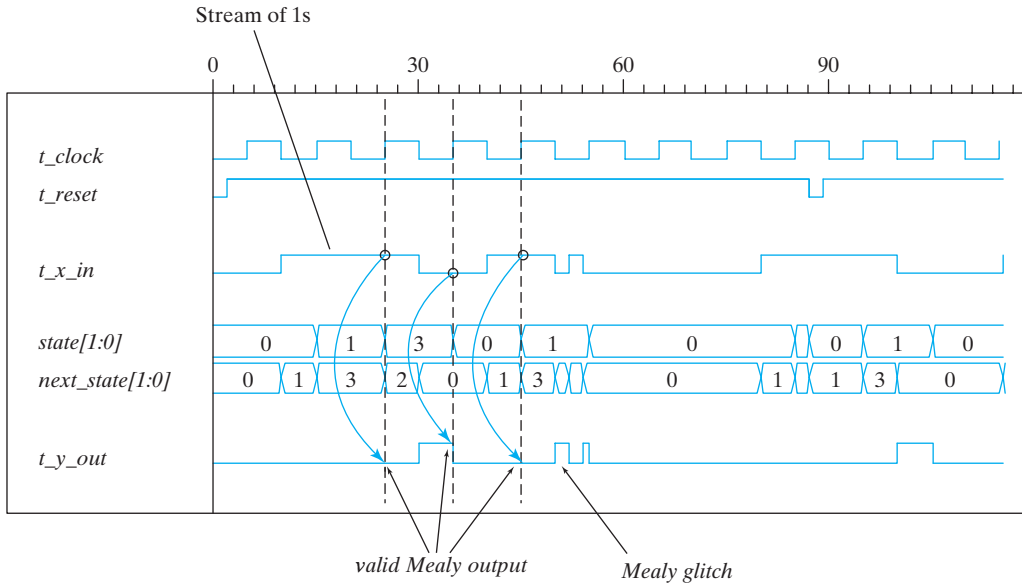 Stream of 1s
0 30 60 90
t_clock
t_reset
t_x_in
state[1:0] 0 1 3 0 1 0 0 1 0
next_state[1:0] 0 1 3 2 0 1 3 0 1 1 3 0
t_y_out
valid Mealy output
Mealy glitch